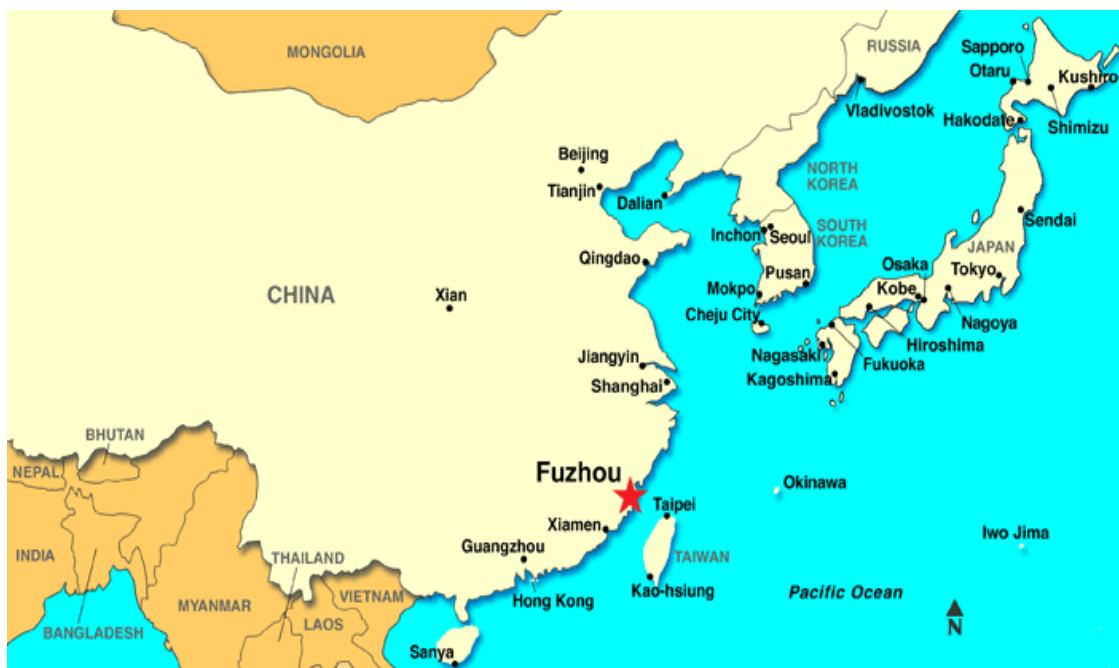 MONGOLIA
RUSSIA
Sapporo
Otaru
Kushiro
Vladivostok
Hakodate
Shimizu
Beijing
Tianjin
Dalian
NORTH
KOREA
SOUTH
KOREA
Inchon
Seoul
Sendai
JAPAN
Qingdao
Osaka
Tokyo
Pusan
Kobe
Mokpo
CHINA
Xian
Cheju City
Nagoya
Hiroshima
Nagasaki
Fukuoka
Jiangyin
Kagoshima
Shanghai
BHUTAN
NEPAL
Fuzhou
Okinawa
Taipei
Xiamen
Iwo Jima
Guangzhou
INDIA
THAILAND
TAIWAN
Kao-hsiung
Hong Kong
Pacific Ocean
VIETNAM
MYANMAR
LAOS
BANGLADESH
N
Sanya